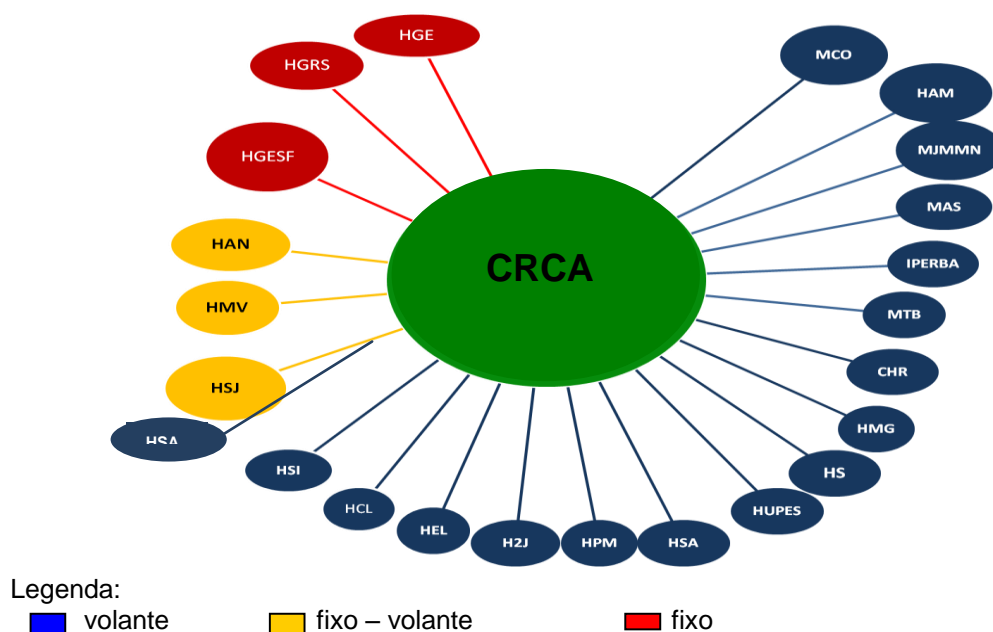 HGE
HGRS
MCO
HAM
HGESF
MJMMN
MAS
HAN
CRCA
IPERBA
HMV
MTB
HSJ
CHR
HSA
HMG
HSI
HS
HCL
HUPES
HEL
H2J
HPM
HSA
Legenda:
volante fixo – volante fixo